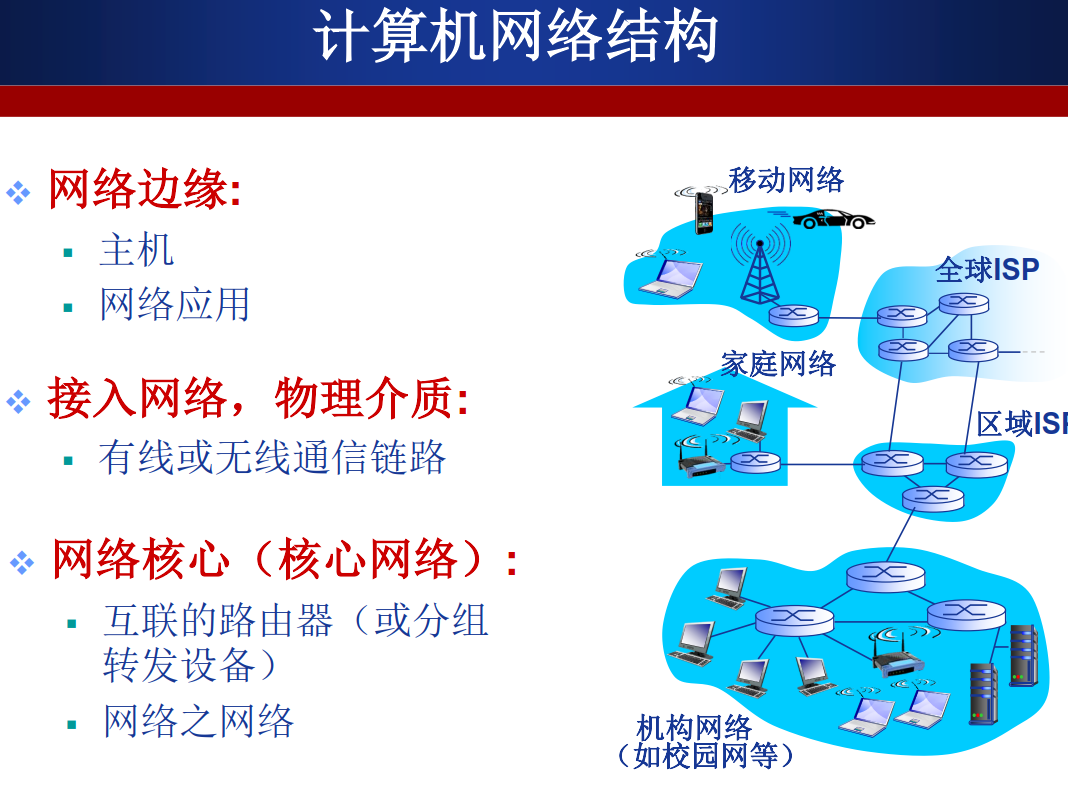 计算机网络结构
网络边缘:
主机
网络应用
接入网络，物理介质:
有线或无线通信链路
网络核心（核心网络）:
互联的路由器（或分组
转发设备）
网络之网络
移动网络
全球ISP
家庭网络
区域ISP
机构网络
（如校园网等）